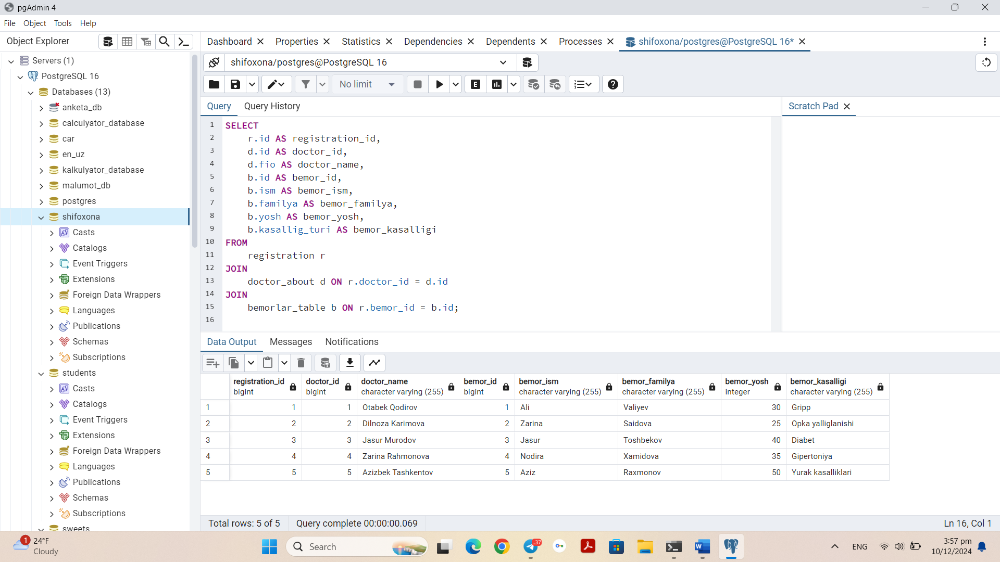 pgAdmin 4
File Object Tools Help
Object Explorer
Dashboard Properties Statistics Dependencies Dependents Processes shifoxona/postgres@PostgreSQL 16*
Servers (1)
PostgreSQL 16
Databases (13)
anketa_db
calculyator_database
car
en_uz
kalkulyator_database
malumot_db
postgres
shifoxona
Casts
Catalogs
Event Triggers
Extensions
Foreign Data Wrappers
Languages
Publications
Schemas
Subscriptions
students
Casts
Catalogs
Event Triggers
Extensions
Foreign Data Wrappers
Languages
Publications
Schemas
Subscriptions
sweets
shifoxona/postgres@PostgreSQL 16
No limit
E
Query Query History
Scratch Pad
1 SELECT
2 r.id AS registration_id,
3 d.id AS doctor_id,
4 d.fio AS doctor_name,
5 b.id AS bemor_id,
6 b.ism AS bemor_ism,
7 b.familya AS bemor_familya,
8 b.yosh AS bemor_yosh,
9 b.kasallig_turi AS bemor_kasalligi
10 FROM
11 registration r
12 JOIN
13 doctor_about d ON r.doctor_id = d.id
14 JOIN
15 bemorlar_table b ON r.bemor_id = b.id;
16
Data Output Messages Notifications
registration_id doctor_id doctor_name bemor_id bemor_ism bemor_familya bemor_yosh bemor_kasalligi
bigint bigint character varying (255) bigint character varying (255) character varying (255) integer character varying (255)
1 1 1 Otabek Qodirov 1 Ali Valiyev 30 Gripp
2 2 2 Dilnoza Karimova 2 Zarina Saidova 25 Opka yalliglanishi
3 3 3 Jasur Murodov 3 Jasur Toshbekov 40 Diabet
4 4 4 Zarina Rahmonova 4 Nodira Xamidova 35 Gipertoniya
5 5 5 Azizbek Tashkentov 5 Aziz Raxmonov 50 Yurak kasalliklari
Total rows: 5 of 5 Query complete 00:00:00.069 Ln 16, Col 1
1 24°F
Cloudy
Search
..37
W
ENG
3:57 pm
10/12/2024